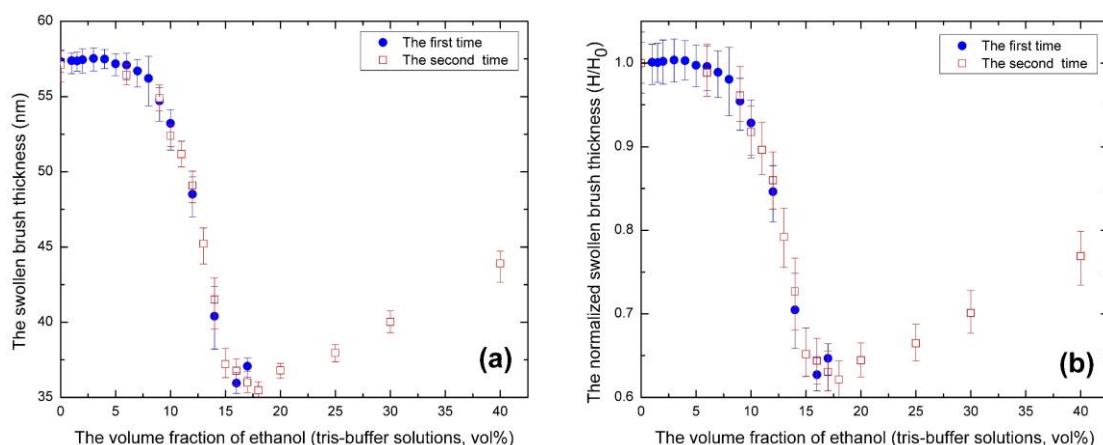 60
55
50
45
40
35
The swollen brush thickness (nm)
The first time
The second time
(a)
0 5 10 15 20 25 30 35 40
The volume fraction of ethanol (tris-buffer solutions, vol%)
1.0
0.9
0.8
0.7
0.6
The normalized swollen brush thickness (H/H0)
The first time
The second time
(b)
0 5 10 15 20 25 30 35 40
The volume fraction of ethanol (tris-buffer solutions, vol%)